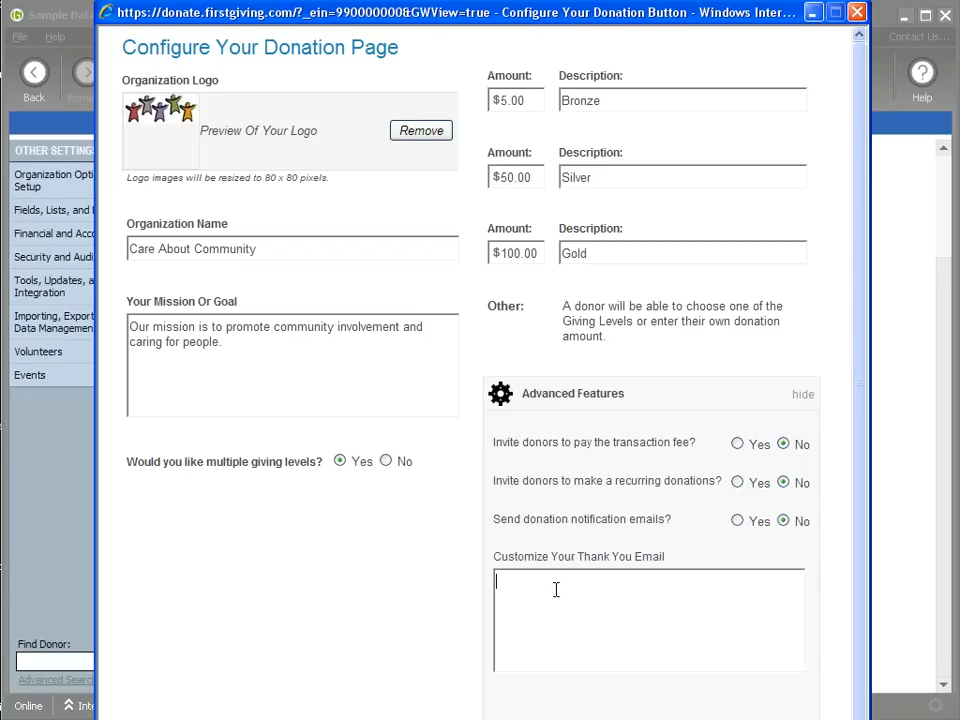 Sample Data
https://donate.firstgiving.com/?_ein=990000000&GWView=true - Configure Your Donation Button - Windows Inter...
File Help
Contact Us...
Back
Help
OTHER SETTING
Organization Opti
Setup
Fields, Lists, and
Financial and Acco
Security and Audi
Tools, Updates, a
Integration
Importing, Export
Data Managemen
Volunteers
Events
Find Donor:
Advanced Search
Online
Inte
Configure Your Donation Page
Organization Logo
Preview Of Your Logo
Remove
Logo images will be resized to 80 x 80 pixels.
Organization Name
Care About Community
Your Mission Or Goal
Our mission is to promote community involvement and
caring for people.
Would you like multiple giving levels? Yes No
Amount: Description:
$5.00 Bronze
Amount: Description:
$50.00 Silver
Amount: Description:
$100.00 Gold
Other: A donor will be able to choose one of the
Giving Levels or enter their own donation
amount.
Advanced Features hide
Invite donors to pay the transaction fee? Yes No
Invite donors to make a recurring donations? Yes No
Send donation notification emails? Yes No
Customize Your Thank You Email